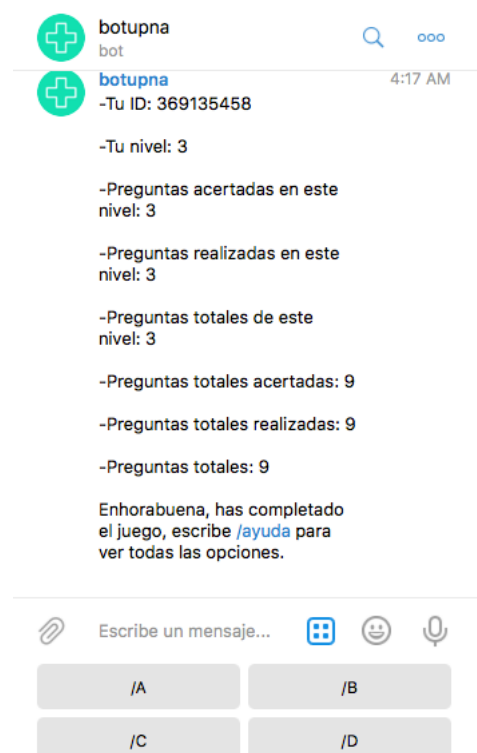 botupna
bot
botupna 4:17 AM
-Tu ID: 369135458
-Tu nivel: 3
-Preguntas acertadas en este
nivel: 3
-Preguntas realizadas en este
nivel: 3
-Preguntas totales de este
nivel: 3
-Preguntas totales acertadas: 9
-Preguntas totales realizadas: 9
-Preguntas totales: 9
Enhorabuena, has completado
el juego, escribe /ayuda para
ver todas las opciones.
Escribe un mensaje...
/A /B
/C /D